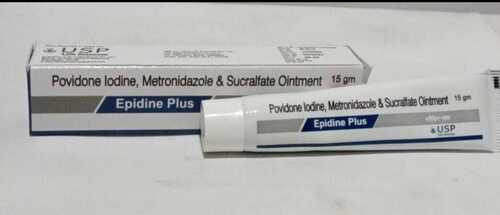 USP
Povidone Iodine, Metronidazole & Sucralfate Ointment 15 gm
Epidine Plus
Povidone Iodine, Metronidazole & Sucralfate Ointment 15 gm
Epidine Plus
USP